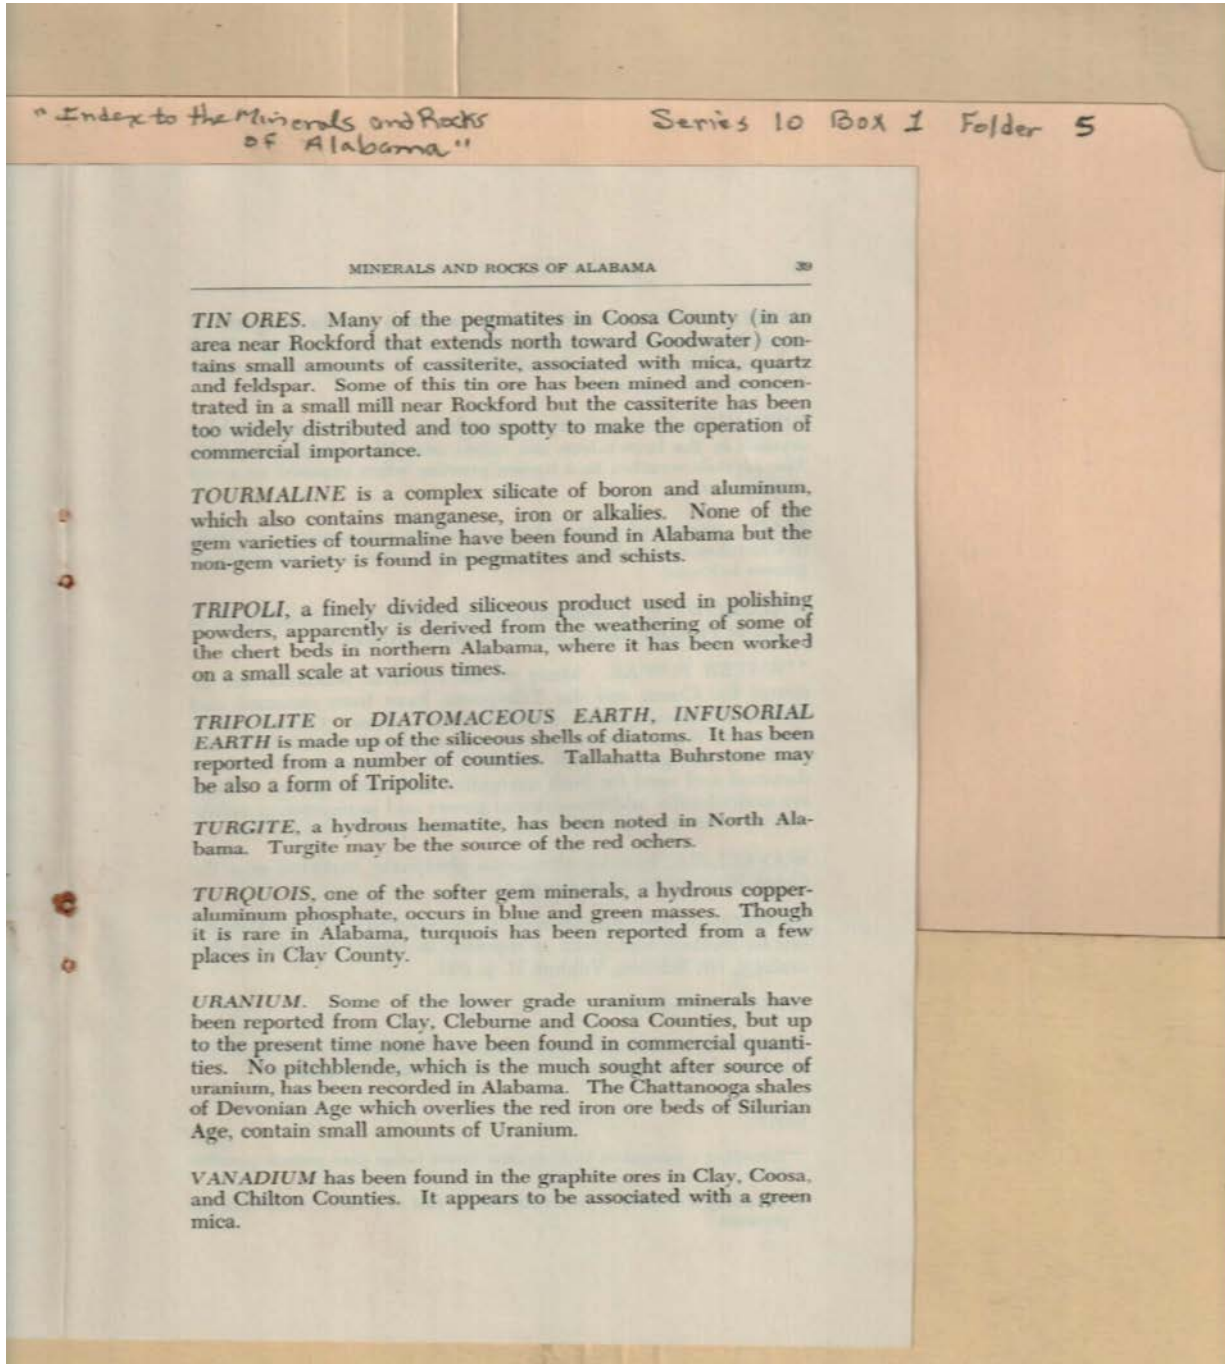 "Index to the Minerals and Rocks
of Alabama"
Series 10 Box 1 Folder 5
MINERALS AND ROCKS OF ALABAMA 39
TIN ORES. Many of the pegmatites in Coosa County (in an
area near Rockford that extends north toward Goodwater) con-
tains small amounts of cassiterite, associated with mica, quartz
and feldspar. Some of this tin ore has been mined and concen-
trated in a small mill near Rockford but the cassiterite has been
too widely distributed and too spotty to make the operation of
commercial importance.
TOURMALINE is a complex silicate of boron and aluminum,
which also contains manganese, iron or alkalies. None of the
gem varieties of tourmaline have been found in Alabama but the
non-gem variety is found in pegmatites and schists.
TRIPOLI, a finely divided siliceous product used in polishing
powders, apparently is derived from the weathering of some of
the chert beds in northern Alabama, where it has been worked
on a small scale at various times.
TRIPOLITE or DIATOMACEOUS EARTH, INFUSORIAL
EARTH is made up of the siliceous shells of diatoms. It has been
reported from a number of counties. Tallahatta Buhrstone may
be also a form of Tripolite.
TURGITE, a hydrous hematite, has been noted in North Ala-
bama. Turgite may be the source of the red ochers.
TURQUOIS, one of the softer gem minerals, a hydrous copper-
aluminum phosphate, occurs in blue and green masses. Though
it is rare in Alabama, turquois has been reported from a few
places in Clay County.
URANIUM. Some of the lower grade uranium minerals have
been reported from Clay, Cleburne and Coosa Counties, but up
to the present time none have been found in commercial quanti-
ties. No pitchblende, which is the much sought after source of
uranium, has been recorded in Alabama. The Chattanooga shales
of Devonian Age which overlies the red iron ore beds of Silurian
Age, contain small amounts of Uranium.
VANADIUM has been found in the graphite ores in Clay, Coosa,
and Chilton Counties. It appears to be associated with a green
mica.